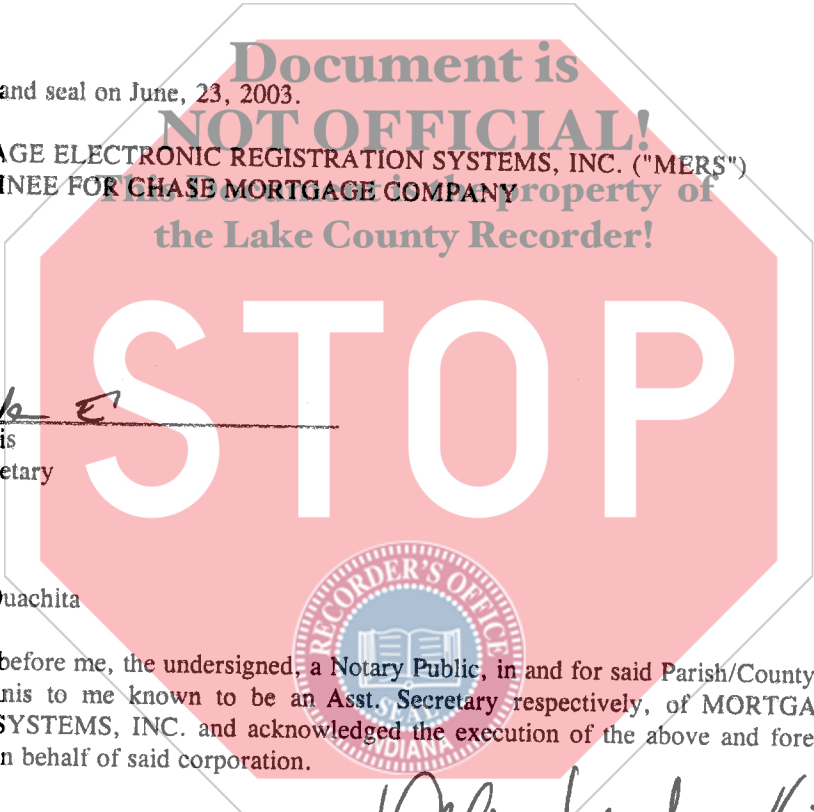 Document is
and seal on June, 23, 2003.
NOT OFFICIAL!
AGE ELECTRONIC REGISTRATION SYSTEMS, INC. ("MERS")
INEE FOR CHASE MORTGAGE COMPANY
This Document is the property of
the Lake County Recorder!
STOP
is
etary
Ouachita
RECORDER'S OFFICE
before me, the undersigned, a Notary Public, in and for said Parish/County
nis to me known to be an Asst. Secretary respectively, of MORTGA
SYSTEMS, INC. and acknowledged the execution of the above and fore
n behalf of said corporation.
SEAL
INDIANA